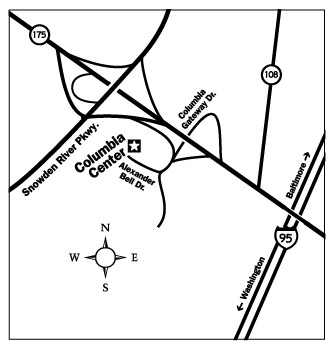 175
108
Columbia
Gateway Dr.
Snowden River Pkwy.
Columbia
Center
Alexander
Bell Dr.
Baltimore →
95
← Washington
N
W
E
S